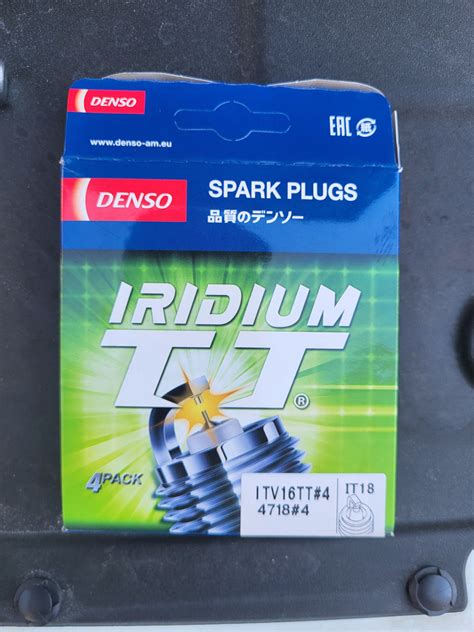 DENSO
www.denso-am.eu
EAC
DENSO
SPARK PLUGS
品質のデンソー
IRIDIUM
TT®
4PACK
ITV16TT#4
4718#4
IT18